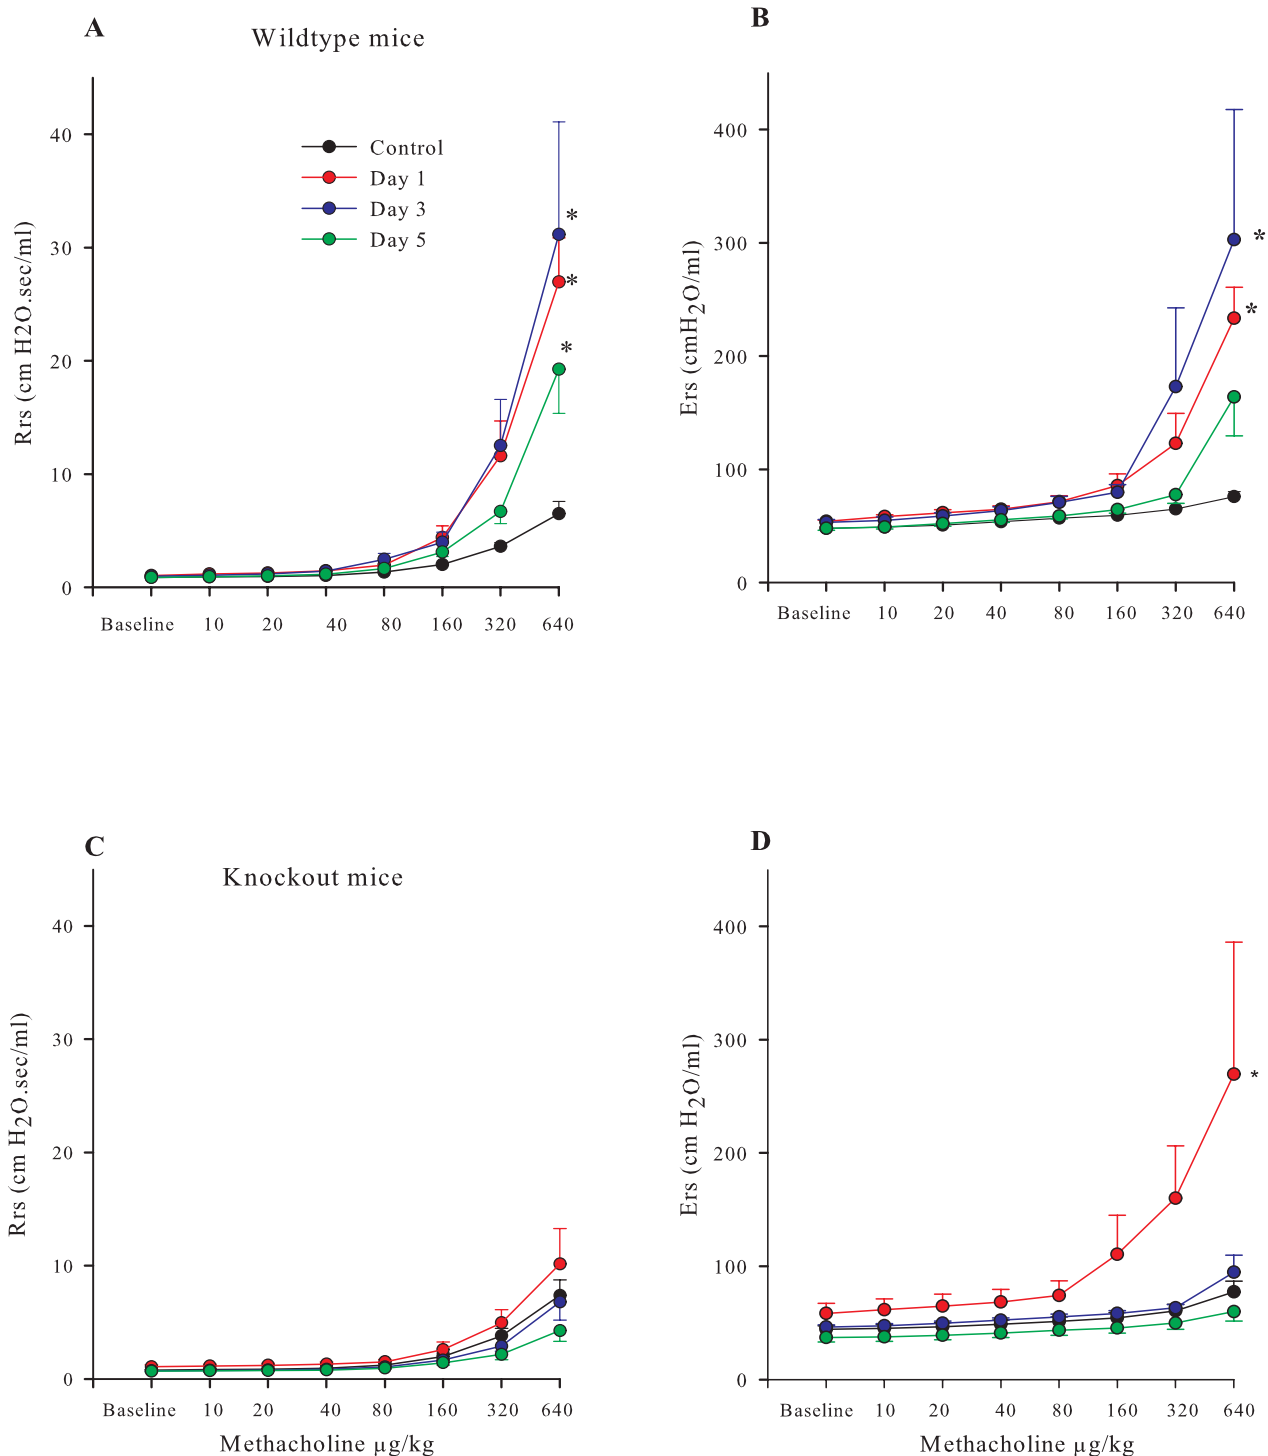 A
Wildtype mice
Rrs (cm H2O.sec/ml)
40
30
20
10
0
Control
Day 1
Day 3
Day 5
*
*
*
Baseline 10 20 40 80 160 320 640
B
Ers (cmH2O/ml)
400
300
200
100
0
*
*
Baseline 10 20 40 80 160 320 640
C
Knockout mice
Rrs (cm H2O.sec/ml)
40
30
20
10
0
Baseline 10 20 40 80 160 320 640
Methacholine µg/kg
D
Ers (cm H2O/ml)
400
300
200
100
0
*
Baseline 10 20 40 80 160 320 640
Methacholine µg/kg